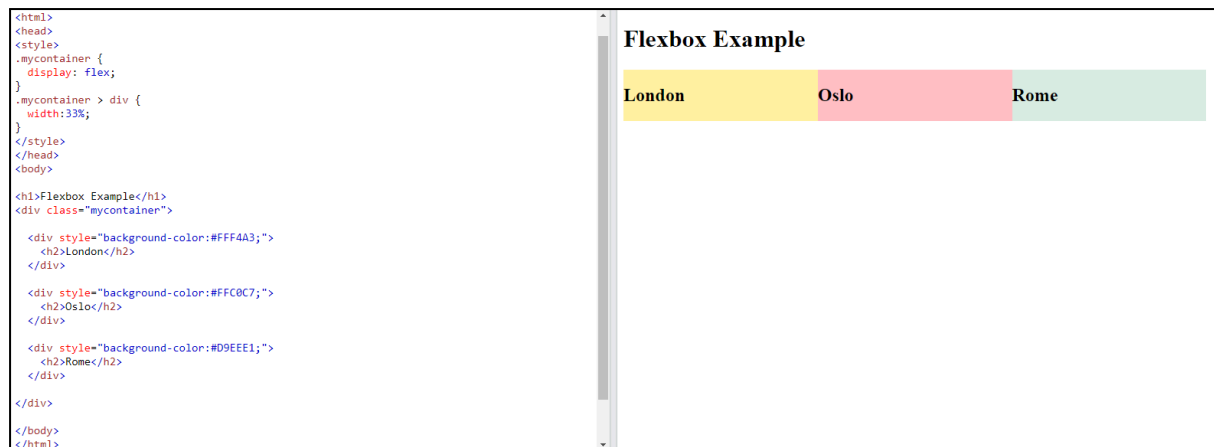 <html>
<head>
<style>
.mycontainer {
  display: flex;
}
.mycontainer > div {
  width:33%;
}
</style>
</head>
<body>
<h1>Flexbox Example</h1>
<div class="mycontainer">
  <div style="background-color:#FFF4A3;">
    <h2>London</h2>
  </div>
  <div style="background-color:#FFC0C7;">
    <h2>Oslo</h2>
  </div>
  <div style="background-color:#D9EEE1;">
    <h2>Rome</h2>
  </div>
</div>
</body>
</html>
Flexbox Example
London Oslo Rome